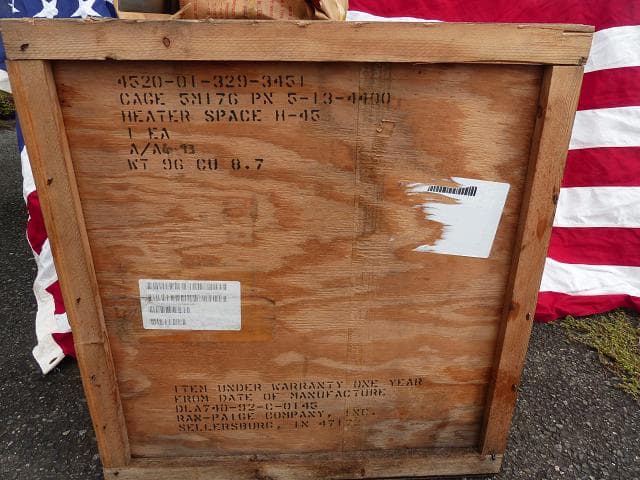 4520-01-329-3451
CAGE 5M176 PN 5-13-4400
HEATER SPACE H-45
1 EA
A/A4-93
WT 96 CU 8.7
ITEM UNDER WARRANTY ONE YEAR
FROM DATE OF MANUFACTURE
DLA740-92-C-0145
RAN-PAIGE COMPANY, INC.
SELLERSBURG, IN